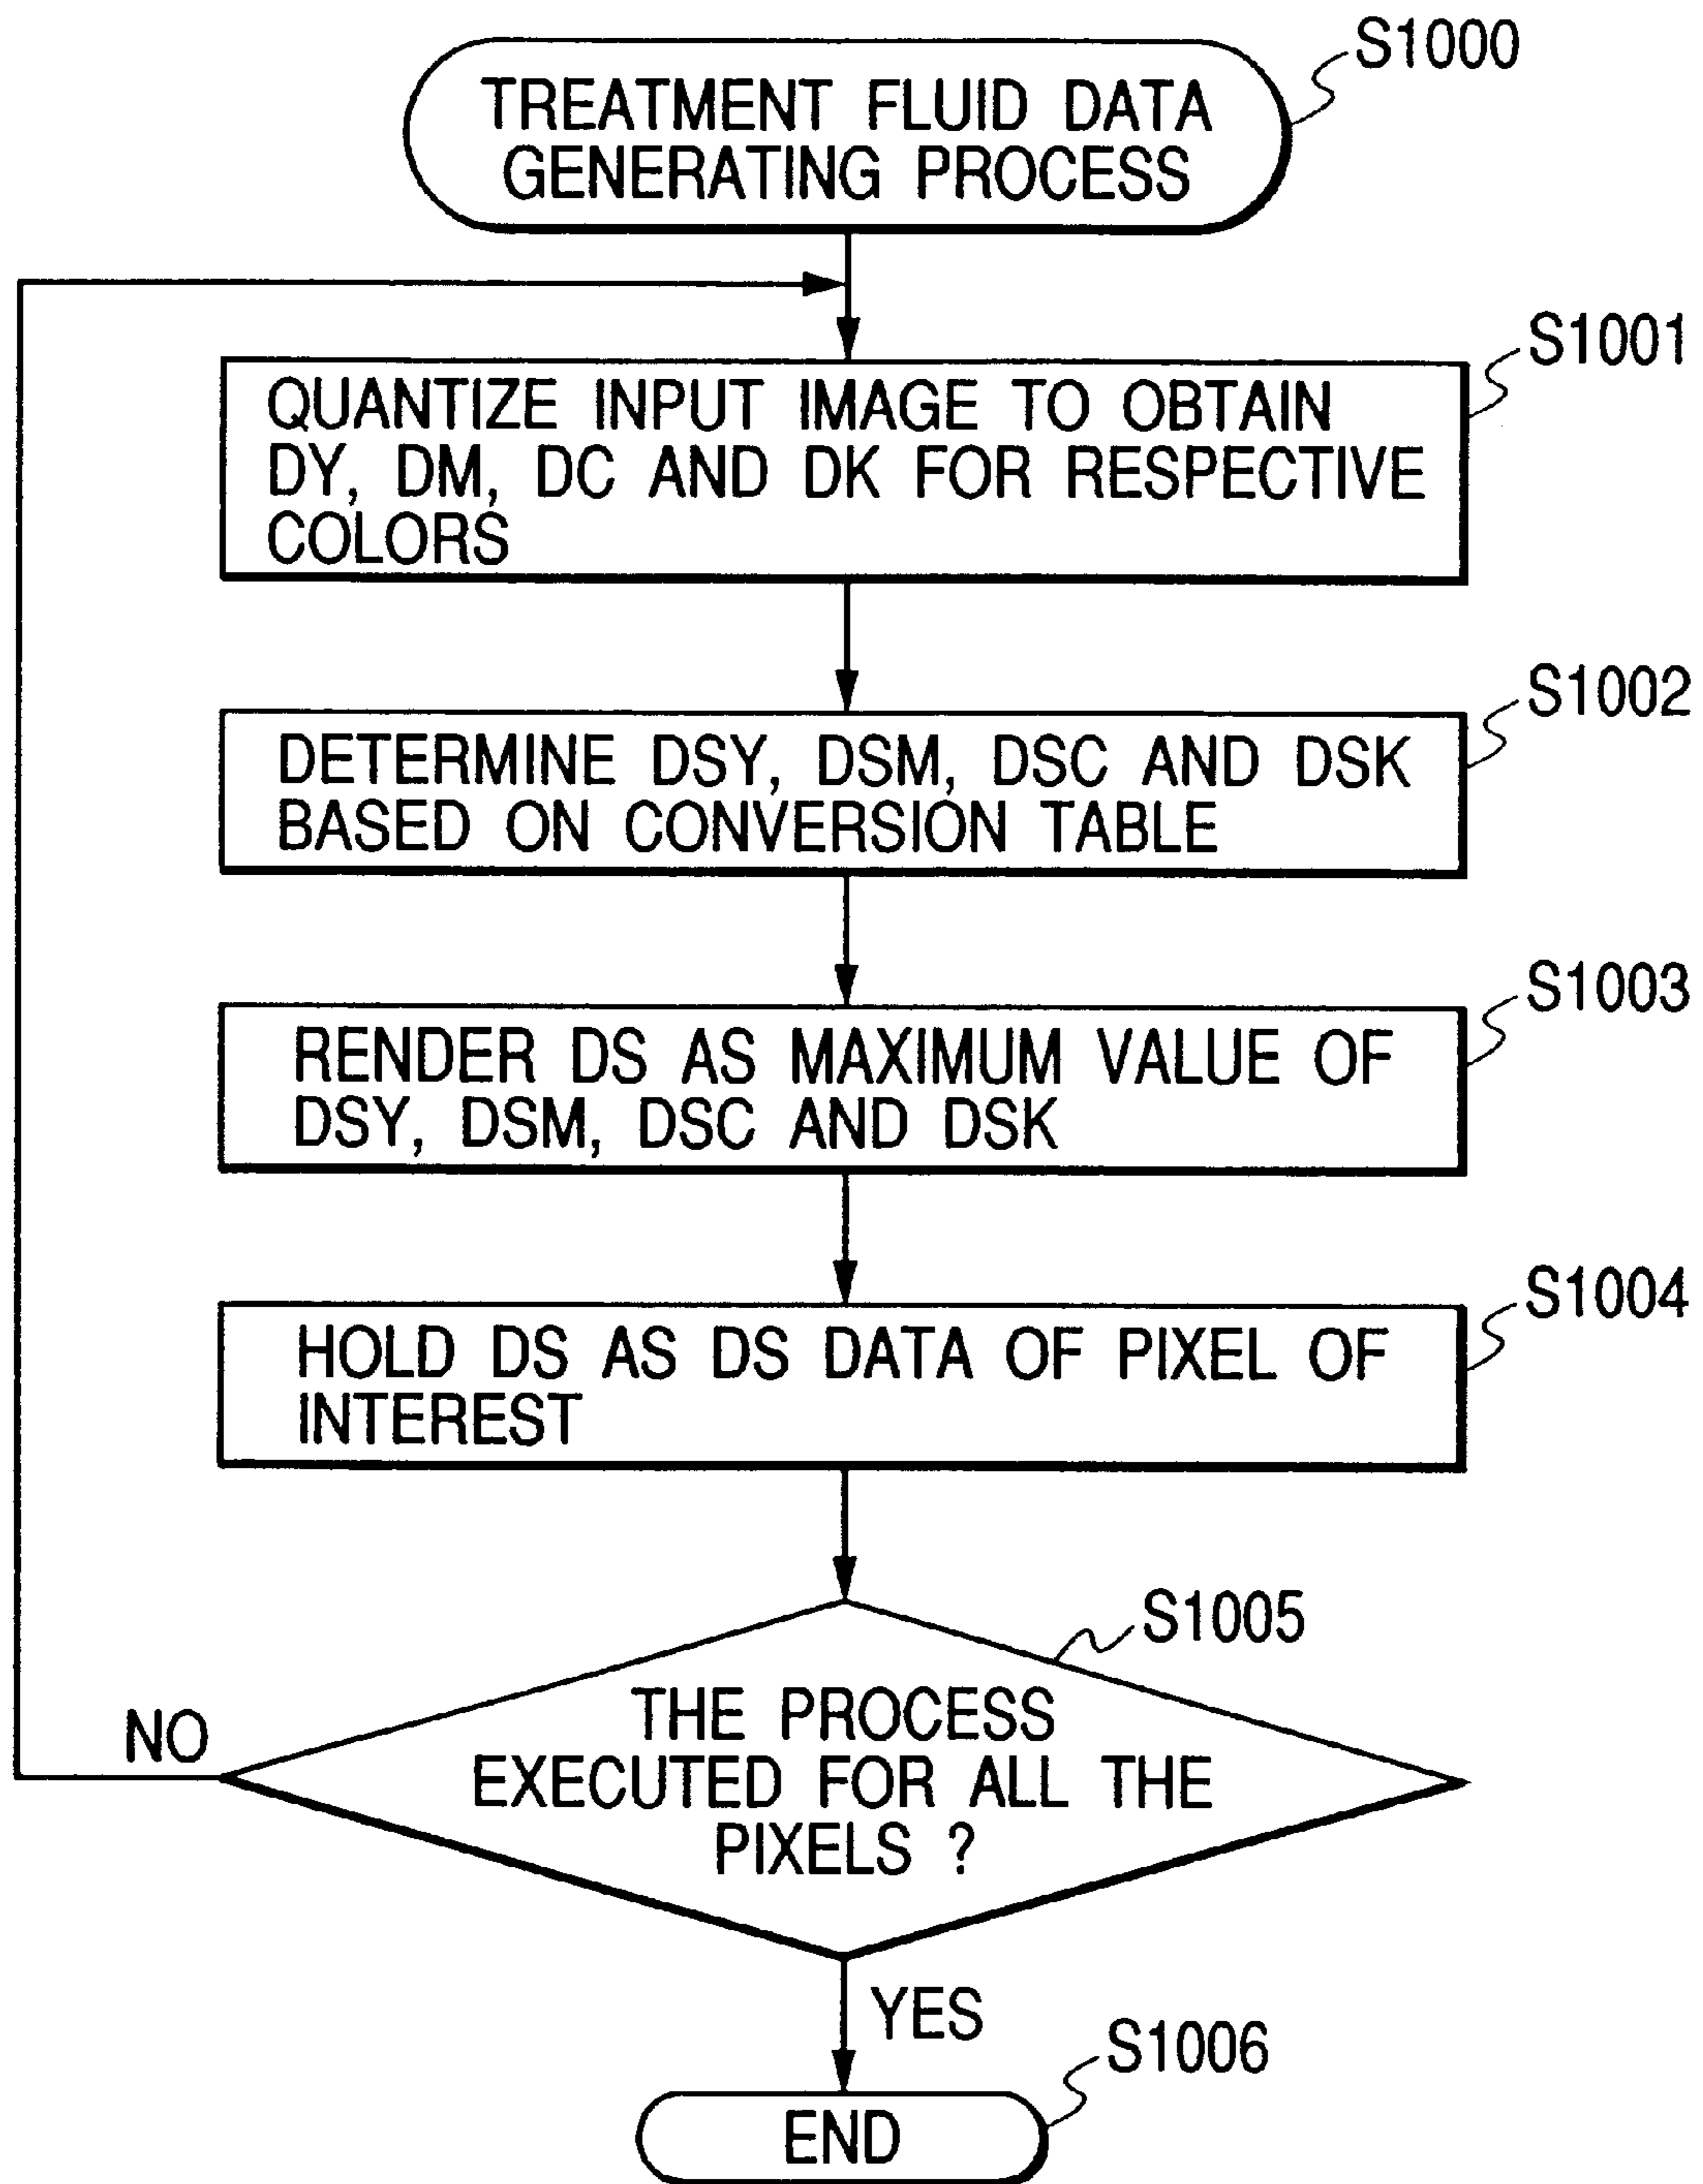 S1000
TREATMENT FLUID DATA
GENERATING PROCESS
S1001
QUANTIZE INPUT IMAGE TO OBTAIN
DY, DM, DC AND DK FOR RESPECTIVE
COLORS
S1002
DETERMINE DSY, DSM, DSC AND DSK
BASED ON CONVERSION TABLE
S1003
RENDER DS AS MAXIMUM VALUE OF
DSY, DSM, DSC AND DSK
S1004
HOLD DS AS DS DATA OF PIXEL OF
INTEREST
S1005
THE PROCESS
EXECUTED FOR ALL THE
PIXELS ?
NO
YES
S1006
END